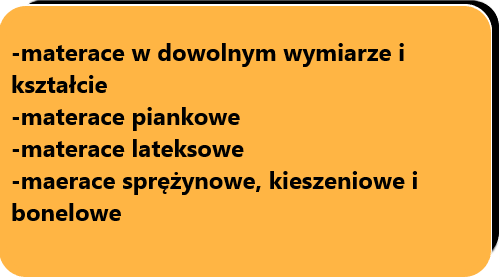 -materace w dowolnym wymiarze i
kształcie
-materace piankowe
-materace lateksowe
-maerace sprężynowe, kieszeniowe i
bonelowe